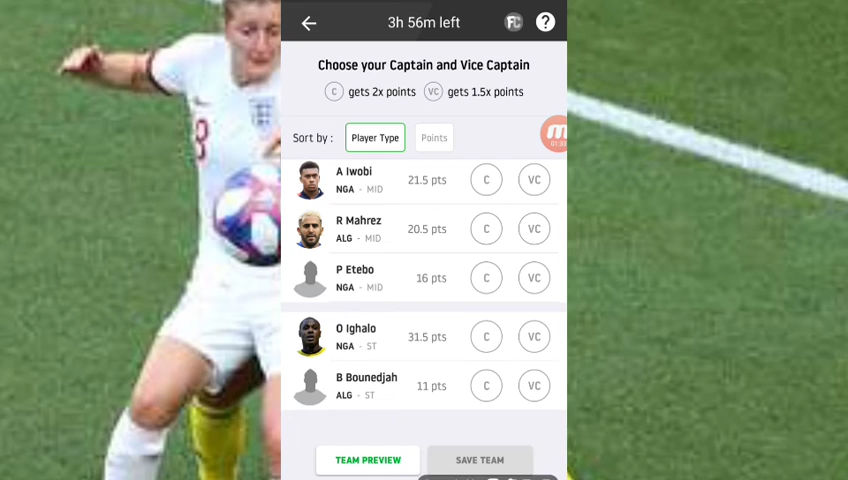 3h 56m left
FC
?
Choose your Captain and Vice Captain
C gets 2x points VC gets 1.5x points
Sort by : Player Type Points
A Iwobi
NGA - MID 21.5 pts C VC
R Mahrez
ALG - MID 20.5 pts C VC
P Etebo
NGA - MID 16 pts C VC
O Ighalo
NGA - ST 31.5 pts C VC
B Bounedjah
ALG - ST 11 pts C VC
TEAM PREVIEW SAVE TEAM
8